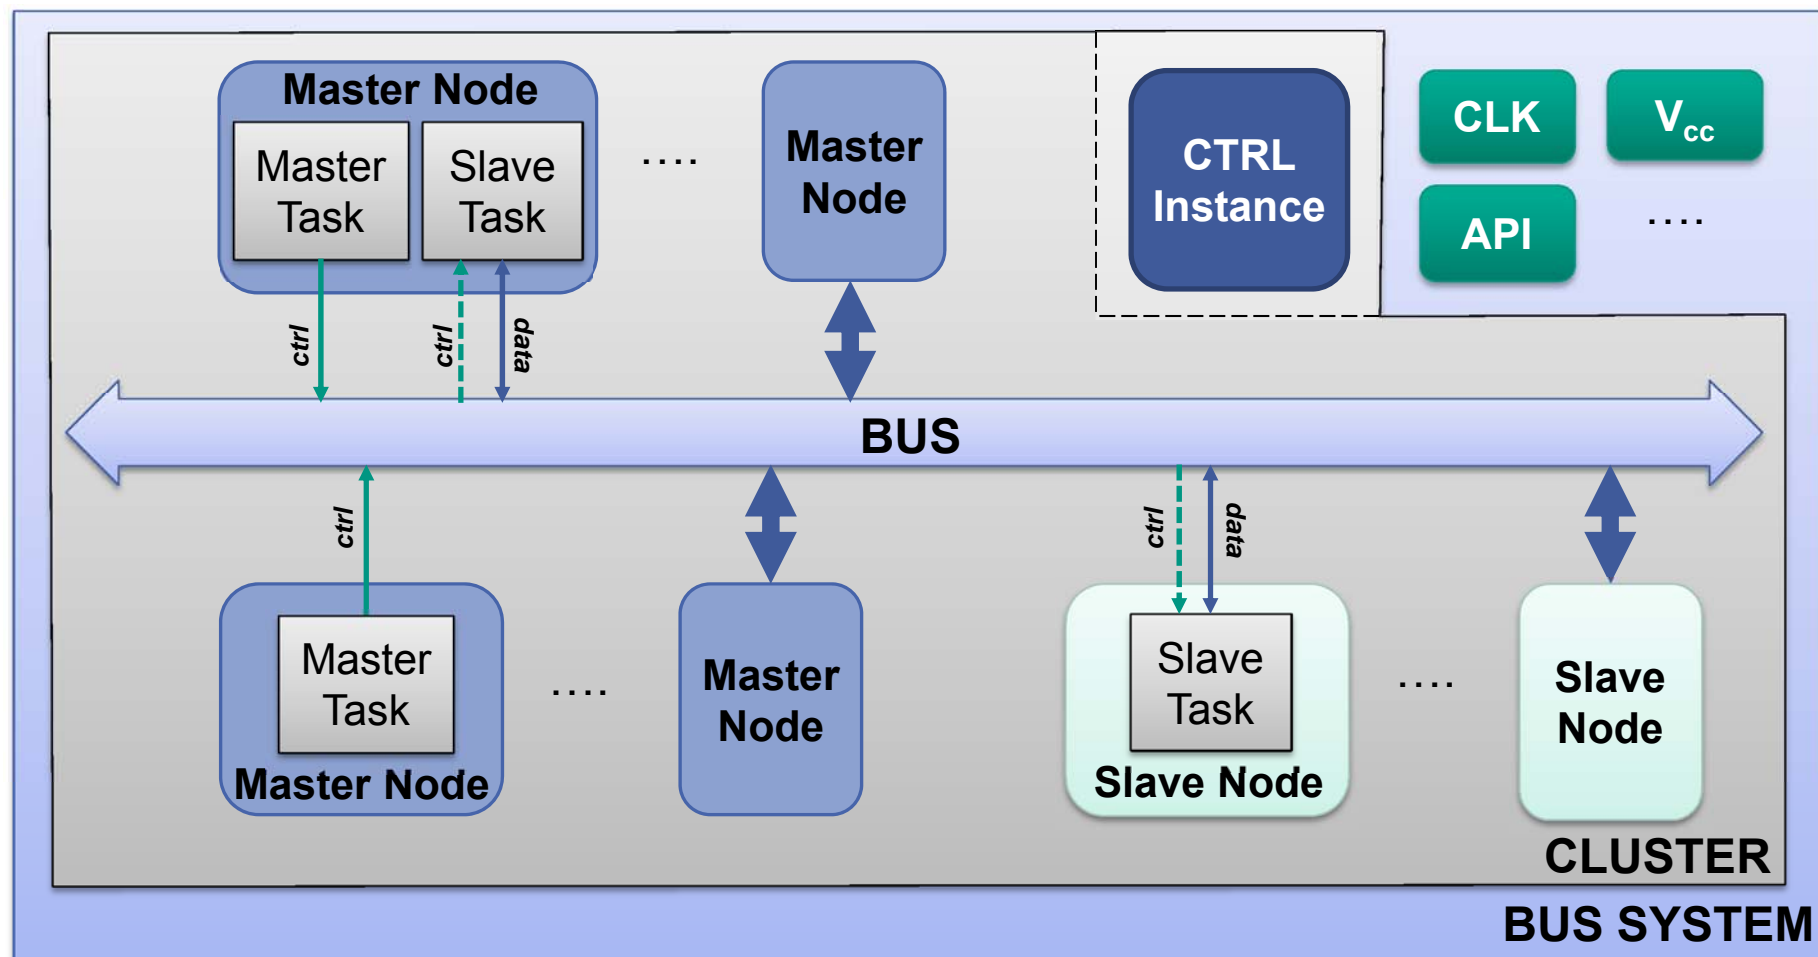 Master Node
Master
Task
Slave
Task
....
Master
Node
CTRL
Instance
CLK
Vcc
API
....
ctrl
ctrl
data
BUS
ctrl
ctrl
data
Master
Task
Master Node
....
Master
Node
Slave
Task
Slave Node
....
Slave
Node
CLUSTER
BUS SYSTEM